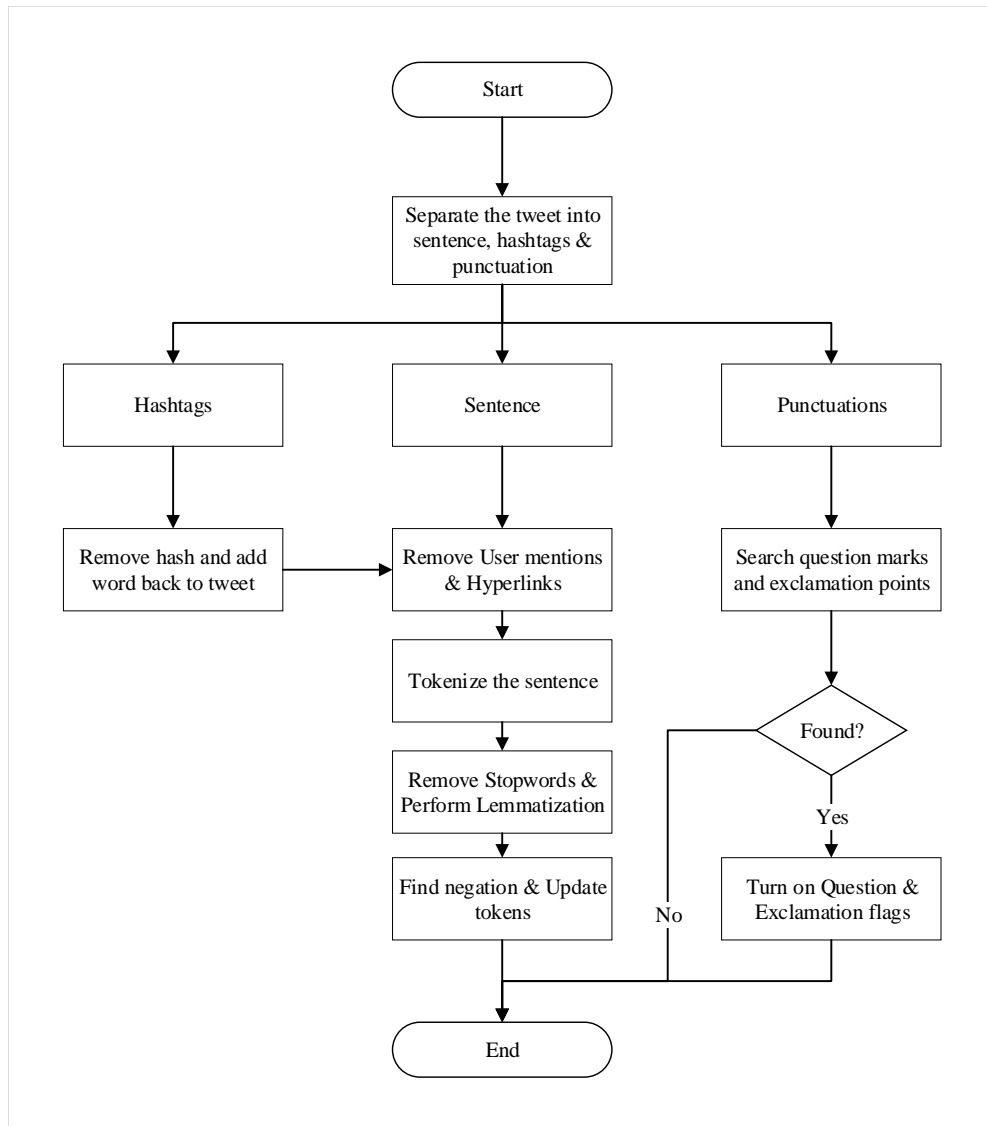 Start
Separate the tweet into
sentence, hashtags &
punctuation
Hashtags
Sentence
Punctuations
Remove hash and add
word back to tweet
Remove User mentions
& Hyperlinks
Search question marks
and exclamation points
Tokenize the sentence
Found?
Remove Stopwords &
Perform Lemmatization
Yes
Find negation & Update
tokens
No
Turn on Question &
Exclamation flags
End